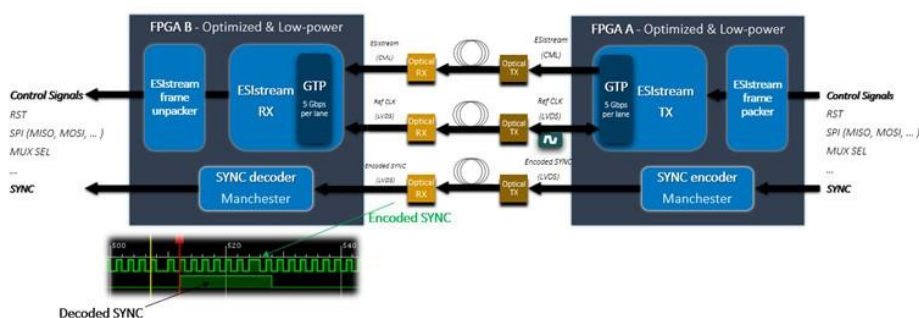 FPGA B - Optimized & Low-power
FPGA A - Optimized & Low-power
ESIstream
frame
unpacker
ESIstream
RX
GTP
5 Gbps
per lane
ESIstream
(CML)
Optical
RX
Optical
TX
ESIstream
(CML)
GTP
5 Gbps
per lane
ESIstream
TX
ESIstream
frame
packer
Control Signals
RST
SPI (MISO, MOSI, ... )
MUX SEL
...
SYNC
Ref CLK
(LVDS)
Optical
RX
Optical
TX
Ref CLK
(LVDS)
Control Signals
RST
SPI (MISO, MOSI, ... )
MUX SEL
...
SYNC
SYNC decoder
Manchester
Encoded SYNC
(LVDS)
Optical
RX
Optical
TX
Encoded SYNC
(LVDS)
SYNC encoder
Manchester
Encoded SYNC
500
520
540
Decoded SYNC